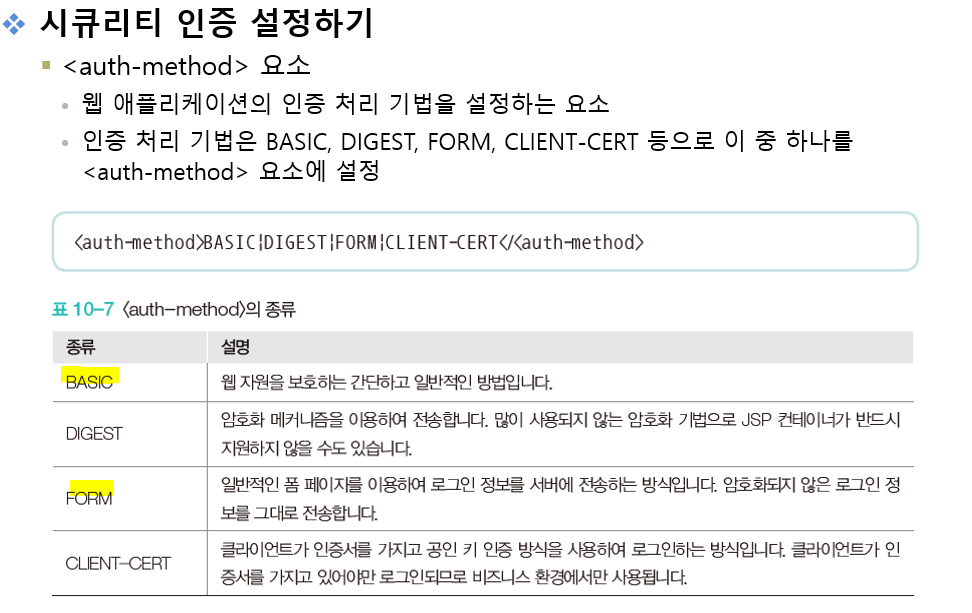 시큐리티 인증 설정하기
<auth-method> 요소
웹 애플리케이션의 인증 처리 기법을 설정하는 요소
인증 처리 기법은 BASIC, DIGEST, FORM, CLIENT-CERT 등으로 이 중 하나를
<auth-method> 요소에 설정
<auth-method>BASIC|DIGEST|FORM|CLIENT-CERT</<auth-method>
표 10-7 <auth-method>의 종류
종류 설명
BASIC 웹 자원을 보호하는 간단하고 일반적인 방법입니다.
DIGEST 암호화 메커니즘을 이용하여 전송합니다. 많이 사용되지 않는 암호화 기법으로 JSP 컨테이너가 반드시
지원하지 않을 수도 있습니다.
FORM 일반적인 폼 페이지를 이용하여 로그인 정보를 서버에 전송하는 방식입니다. 암호화되지 않은 로그인 정
보를 그대로 전송합니다.
CLIENT-CERT 클라이언트가 인증서를 가지고 공인 키 인증 방식을 사용하여 로그인하는 방식입니다. 클라이언트가 인
증서를 가지고 있어야만 로그인되므로 비즈니스 환경에서만 사용됩니다.